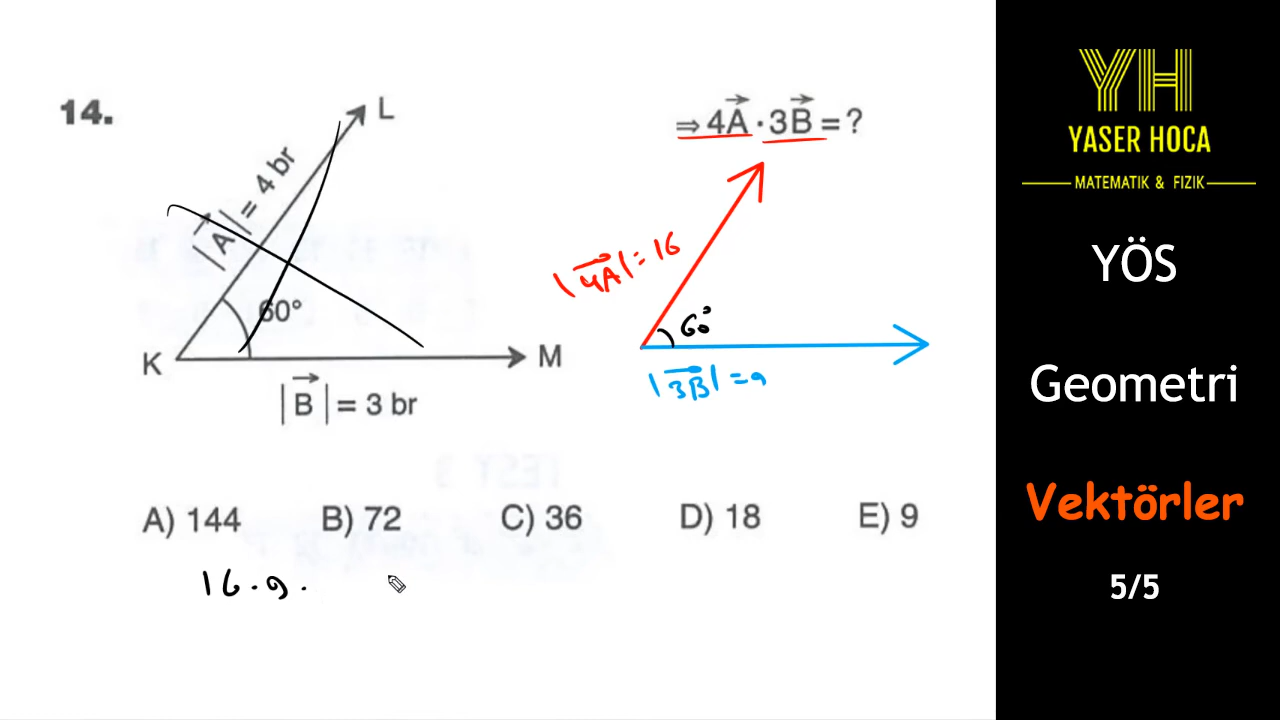 14.
L
|A| = 4 br
60°
K
M
|B| = 3 br
⇒ 4A · 3B = ?
|4A| = 16
60°
|3B| = 9
A) 144 B) 72 C) 36 D) 18 E) 9
16 . 9 .
YH
YASER HOCA
MATEMATIK & FIZIK
YÖS
Geometri
Vektörler
5/5